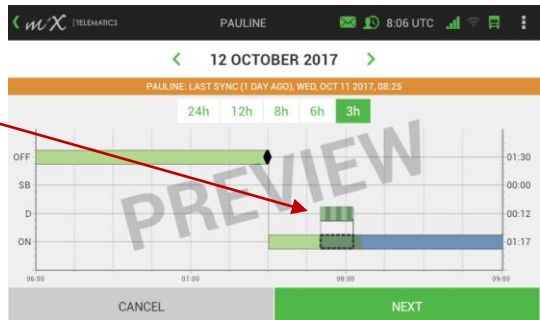 miX TELEMATICS PAULINE 8:06 UTC
12 OCTOBER 2017
PAULINE: LAST SYNC (1 DAY AGO), WED, OCT 11 2017, 08:25
24h 12h 8h 6h 3h
OFF 01:30
SB 00:00
D 00:12
ON 01:17
PREVIEW
06:00 07:00 08:00 09:00
CANCEL NEXT